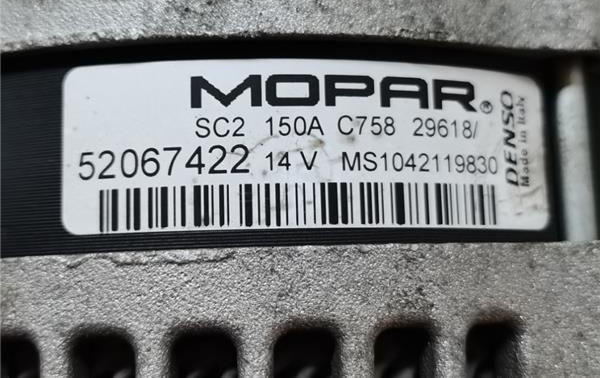 MOPAR®
SC2 150A C758 29618/
52067422 14 V MS1042119830
DENSO
Made in Italy